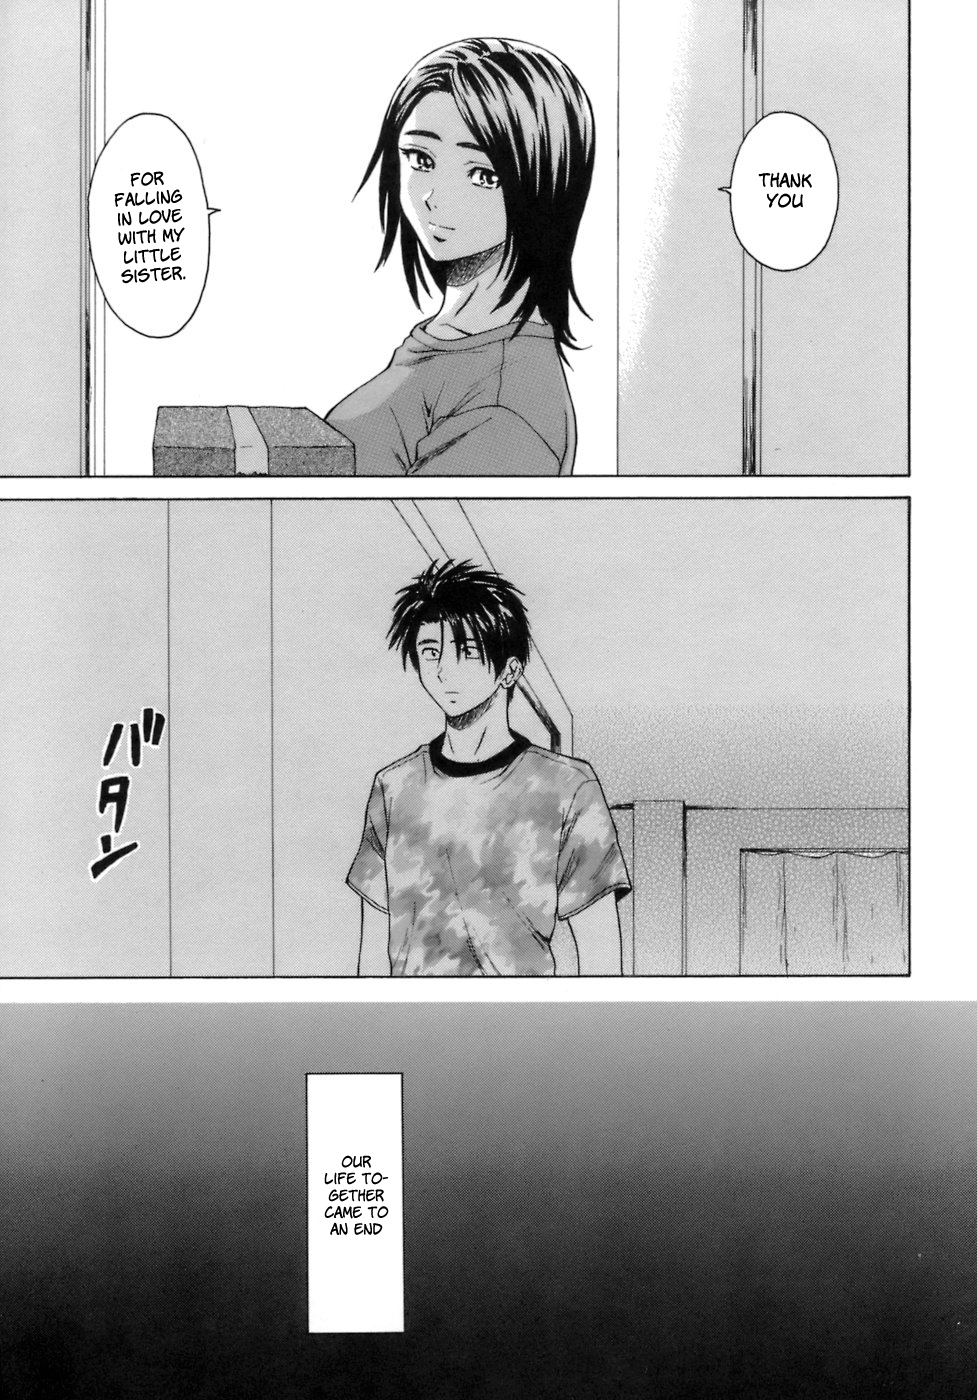 THANK
YOU
FOR
FALLING
IN LOVE
WITH MY
LITTLE
SISTER.
バタン
OUR
LIFE TO-
GETHER
CAME TO
AN END